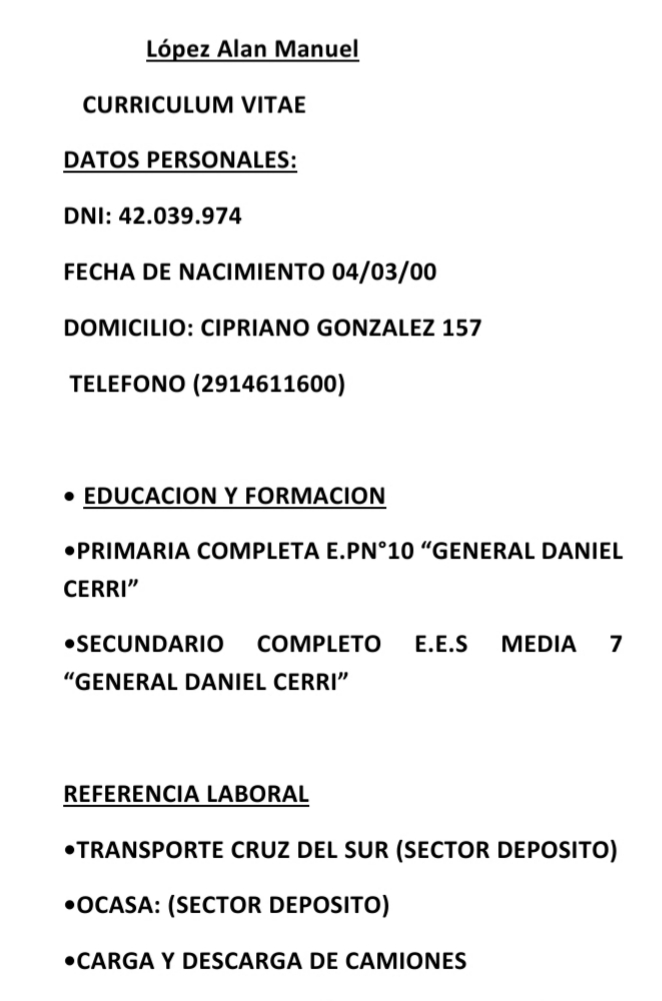 López Alan Manuel
CURRICULUM VITAE
DATOS PERSONALES:
DNI: 42.039.974
FECHA DE NACIMIENTO 04/03/00
DOMICILIO: CIPRIANO GONZALEZ 157
TELEFONO (2914611600)
• EDUCACION Y FORMACION
•PRIMARIA COMPLETA E.PN°10 “GENERAL DANIEL
CERRI”
•SECUNDARIO COMPLETO E.E.S MEDIA 7
“GENERAL DANIEL CERRI”
REFERENCIA LABORAL
•TRANSPORTE CRUZ DEL SUR (SECTOR DEPOSITO)
•OCASA: (SECTOR DEPOSITO)
•CARGA Y DESCARGA DE CAMIONES